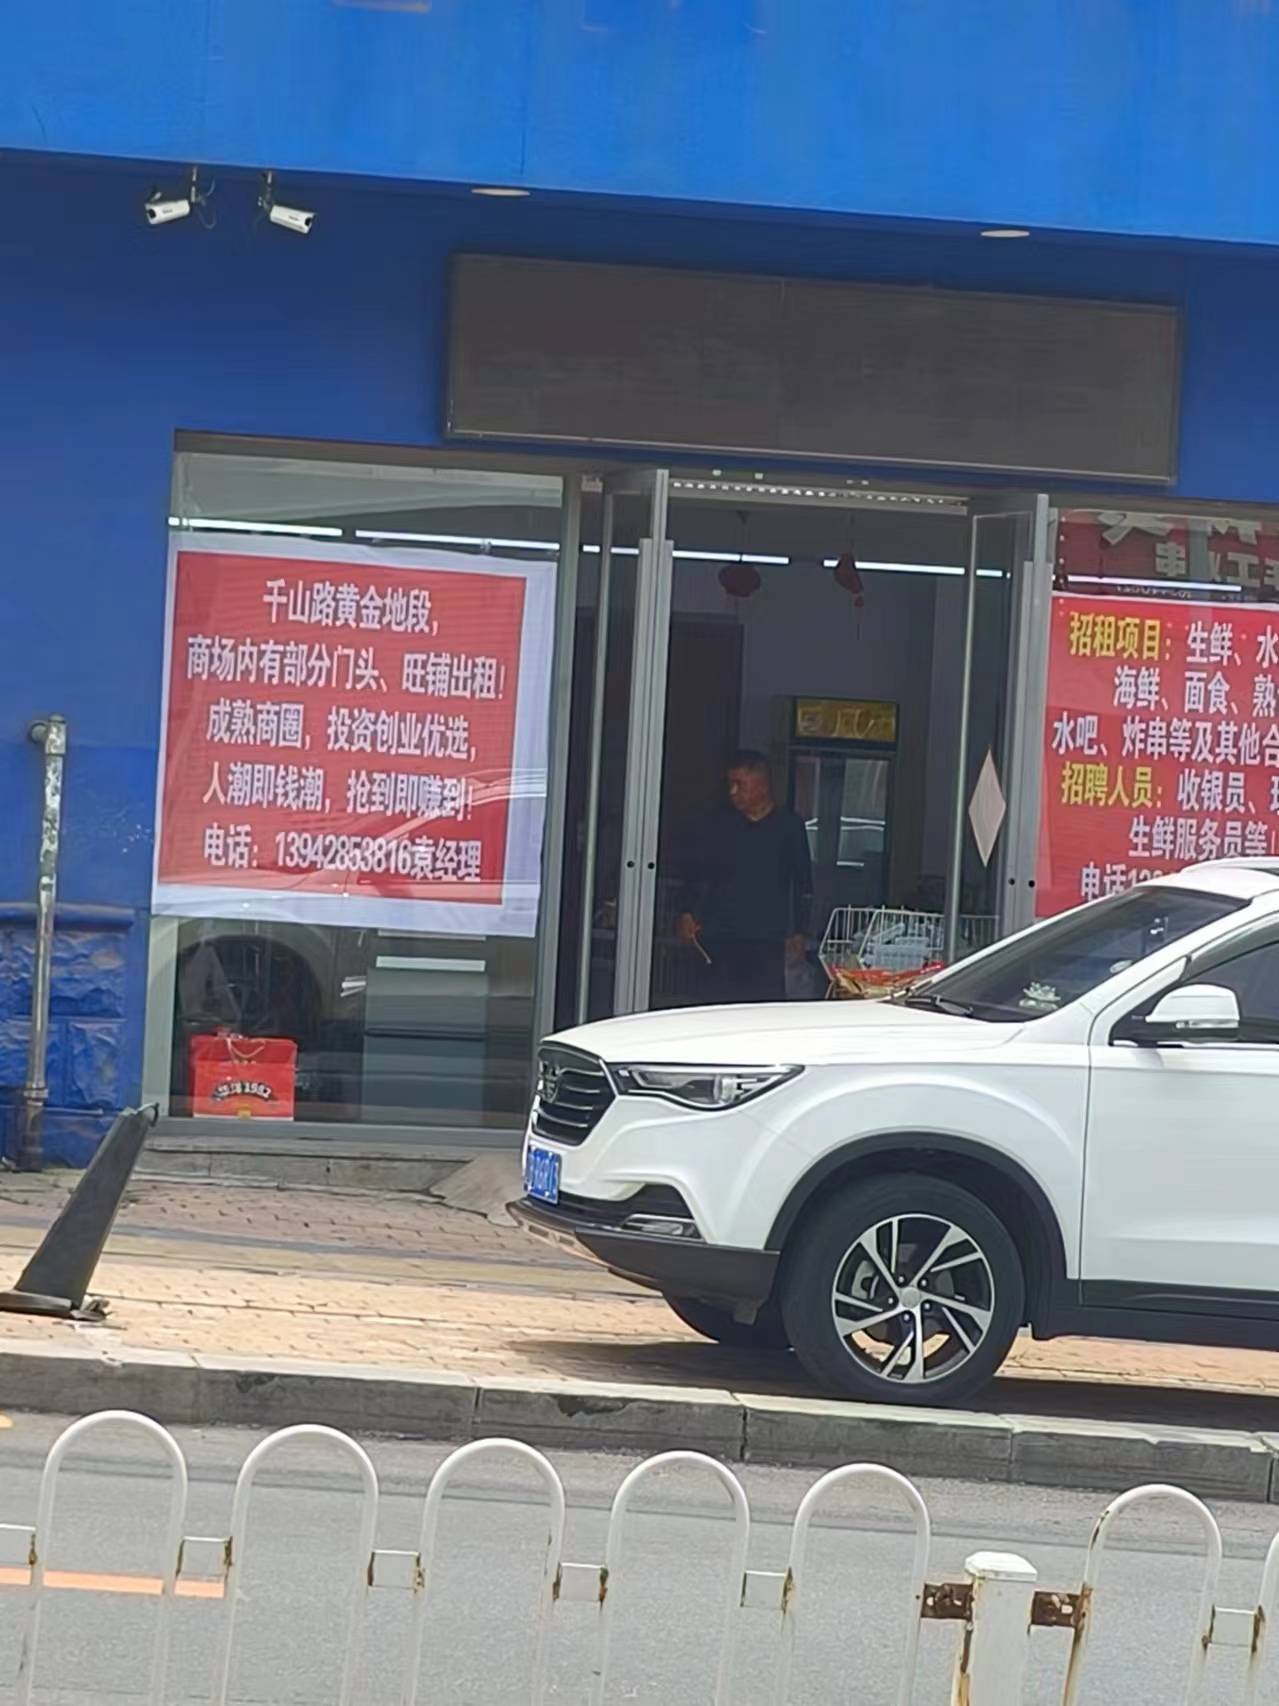 千山路黄金地段，
商场内有部分门头、旺铺出租！
成熟商圈，投资创业优选，
人潮即钱潮，抢到即赚到！
电话：13942853816袁经理
招租项目：生鲜、水
海鲜、面食、熟
水吧、炸串等及其他合
招聘人员：收银员、
生鲜服务员等！
电话
1982